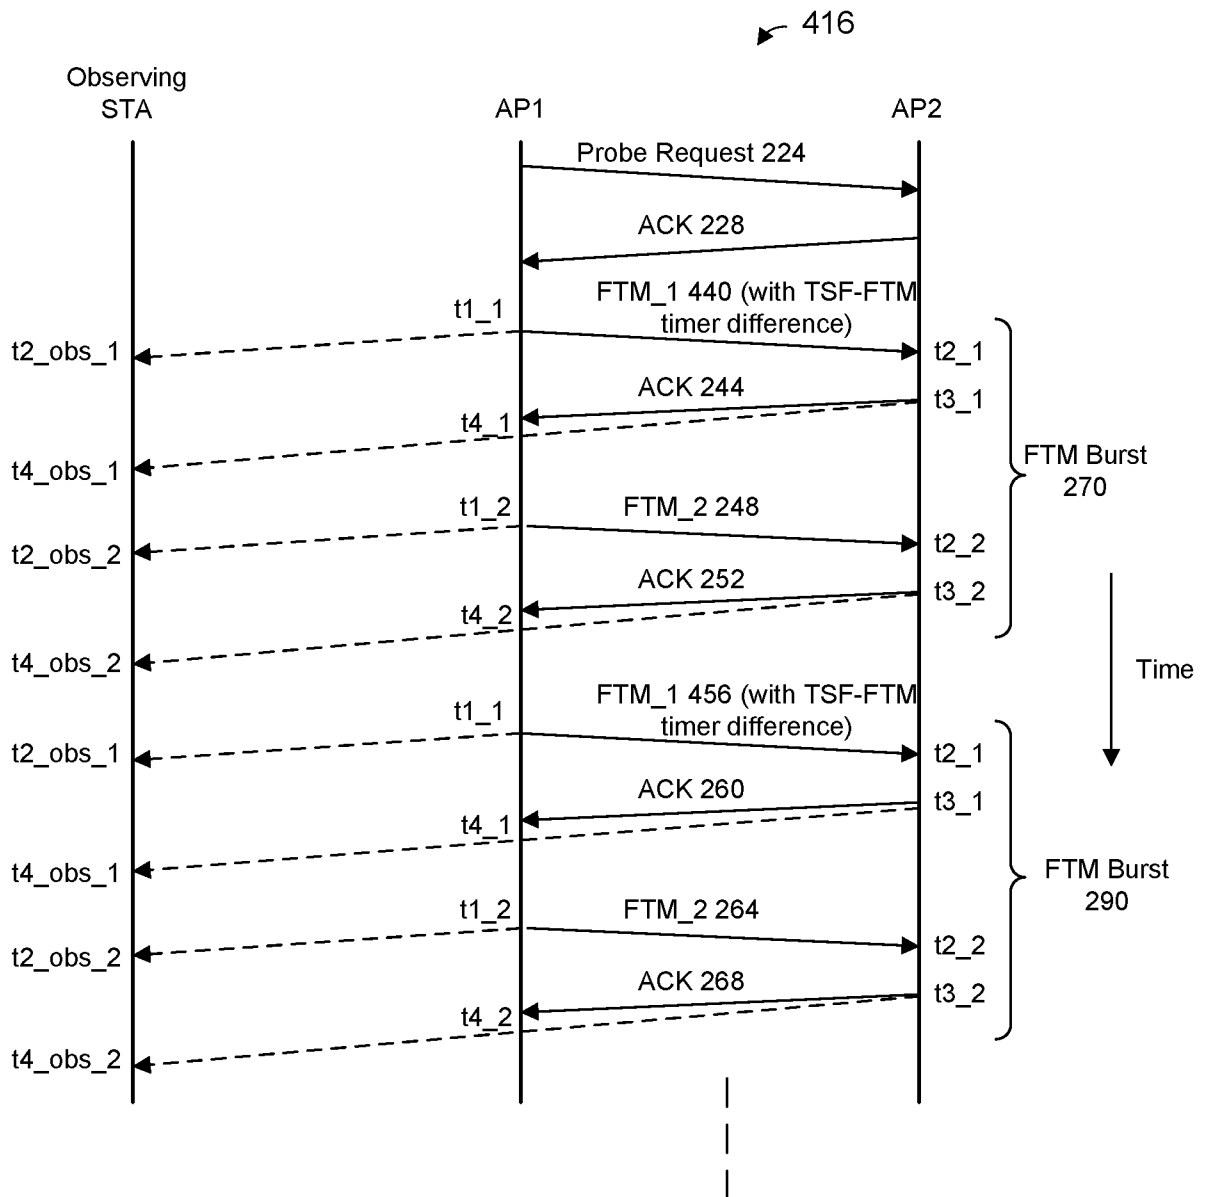 416
Observing
STA
AP1
AP2
Probe Request 224
ACK 228
FTM_1 440 (with TSF-FTM
timer difference)
t1_1
t2_obs_1
t2_1
ACK 244
t3_1
t4_1
t4_obs_1
FTM Burst
270
t1_2
FTM_2 248
t2_obs_2
t2_2
ACK 252
t3_2
t4_2
t4_obs_2
Time
FTM_1 456 (with TSF-FTM
timer difference)
t1_1
t2_obs_1
t2_1
ACK 260
t3_1
t4_1
t4_obs_1
FTM Burst
290
t1_2
FTM_2 264
t2_obs_2
t2_2
ACK 268
t3_2
t4_2
t4_obs_2